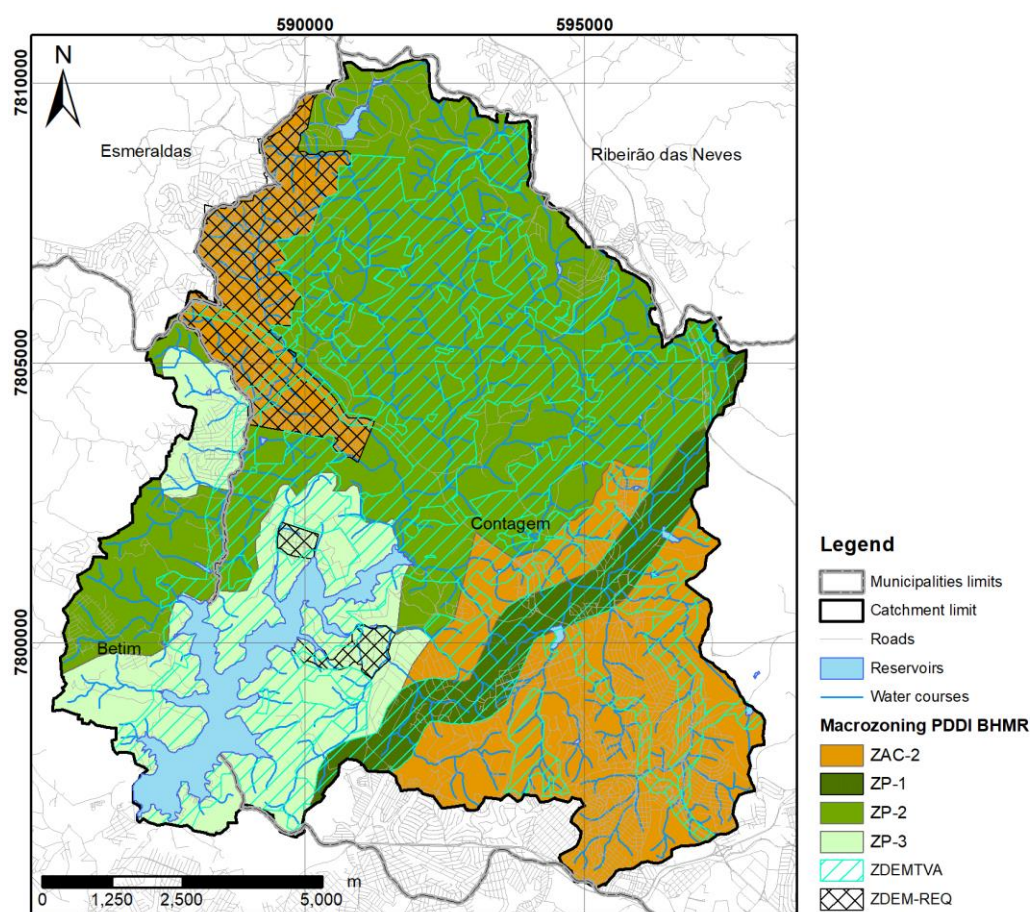 590000 595000
N
7810000
Esmeraldas
Ribeirão das Neves
7805000
Contagem
7800000
Betim
Legend
Municipalities limits
Catchment limit
Roads
Reservoirs
Water courses
Macrozoning PDDI BHMR
ZAC-2
ZP-1
ZP-2
ZP-3
ZDEMTVA
ZDEM-REQ
m
0 1,250 2,500 5,000